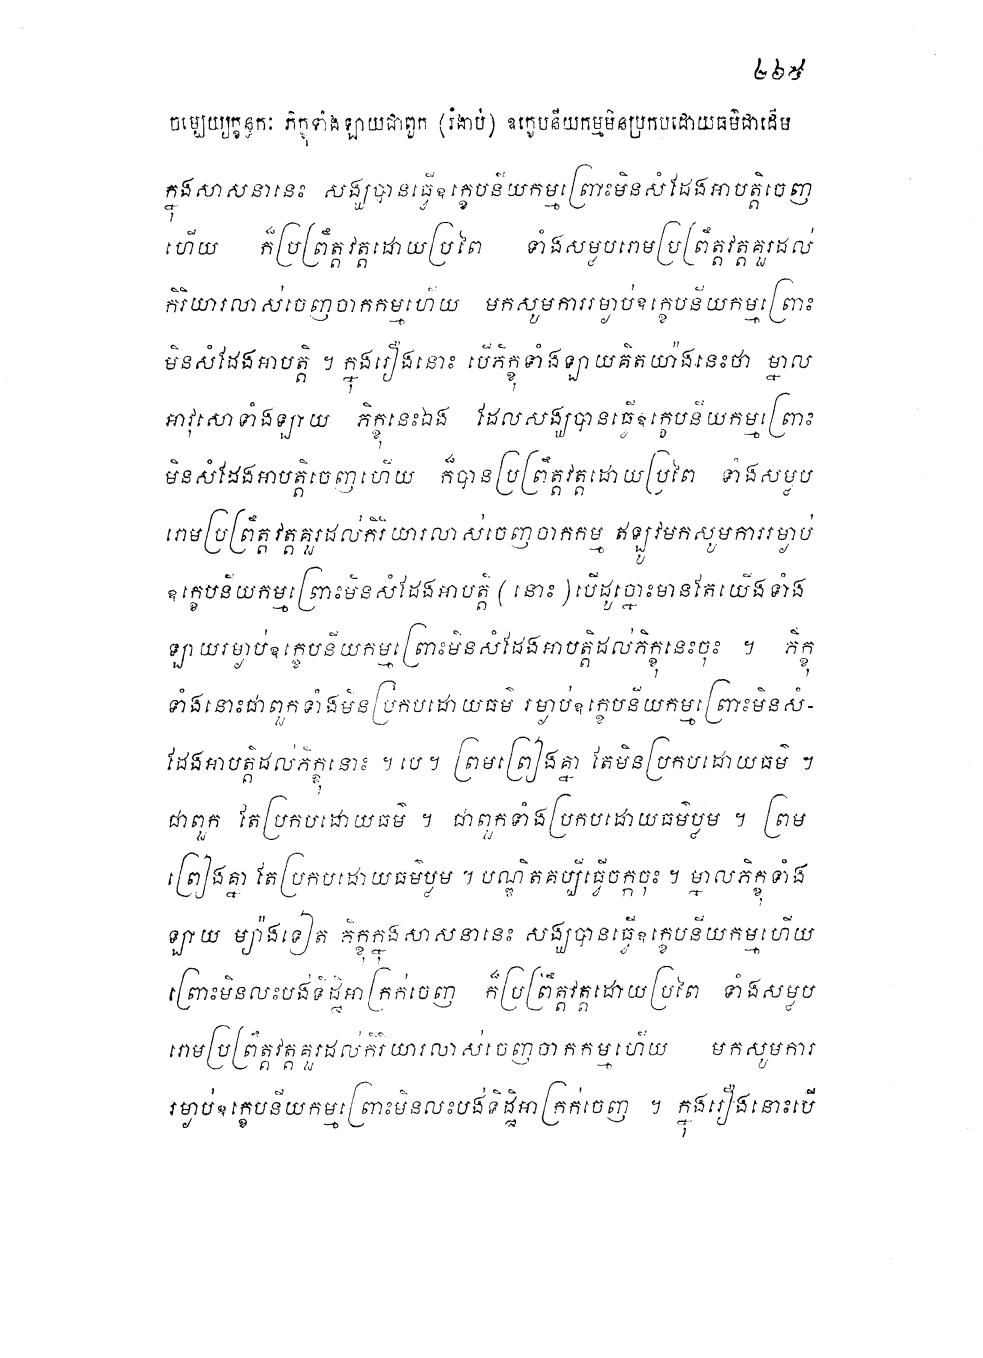 ២៦៥
ចម្បេយ្យក្ខន្ធកៈ ភិក្ខុទាំងឡាយជាពួក (រំងាប់) ឧក្ខេបនីយកម្មមិនប្រកបដោយធម៌ជាដើម
ក្នុងសាសនានេះ សង្ឃបានធ្វើឧក្ខេបនីយកម្មព្រោះមិនសំដែងអាបត្តិចេញ
ហើយ ក៏ប្រព្រឹត្តវត្តដោយប្រពៃ ទាំងសម្ងូបរោមប្រព្រឹត្តវត្តគួរដល់
កិរិយារលាស់ចេញចាកកម្មហើយ មកសូមការរម្ងាប់ឧក្ខេបនីយកម្មព្រោះ
មិនសំដែងអាបត្តិ ។ ក្នុងរឿងនោះ បើភិក្ខុទាំងឡាយគិតយ៉ាងនេះថា ម្នាល
អាវុសោទាំងឡាយ ភិក្ខុនេះឯង ដែលសង្ឃបានធ្វើឧក្ខេបនីយកម្មព្រោះ
មិនសំដែងអាបត្តិចេញហើយ ក៏បានប្រព្រឹត្តវត្តដោយប្រពៃ ទាំងសម្ងូប
រោមប្រព្រឹត្តវត្តគួរដល់កិរិយារលាស់ចេញចាកកម្ម ឥឡូវមកសូមការរម្ងាប់
ឧក្ខេបនីយកម្មព្រោះមិនសំដែងអាបត្តិ (នោះ) បើដូច្នោះមានតែយើងទាំង
ឡាយរម្ងាប់ឧក្ខេបនីយកម្មព្រោះមិនសំដែងអាបត្តិដល់ភិក្ខុនេះចុះ ។ ភិក្ខុ
ទាំងនោះជាពួកទាំងមិនប្រកបដោយធម៌ រម្ងាប់ឧក្ខេបនីយកម្មព្រោះមិនសំ-
ដែងអាបត្តិដល់ភិក្ខុនោះ ។ បេ ។ ព្រមព្រៀងគ្នា តែមិនប្រកបដោយធម៌ ។
ជាពួក តែប្រកបដោយធម៌ ។ ជាពួកទាំងប្រកបដោយធម៌ប្លូម ។ ព្រម
ព្រៀងគ្នា តែប្រកបដោយធម៌ប្លូម ។ បណ្ឌិតគប្បីធ្វើចក្កចុះ ។ ម្នាលភិក្ខុទាំង
ឡាយ ម្យ៉ាងទៀត ភិក្ខុក្នុងសាសនានេះ សង្ឃបានធ្វើឧក្ខេបនីយកម្មហើយ
ព្រោះមិនលះបង់ទិដ្ឋិអាក្រក់ចេញ ក៏ប្រព្រឹត្តវត្តដោយប្រពៃ ទាំងសម្ងូប
រោមប្រព្រឹត្តវត្តគួរដល់កិរិយារលាស់ចេញចាកកម្មហើយ មកសូមការ
រម្ងាប់ឧក្ខេបនីយកម្មព្រោះមិនលះបង់ទិដ្ឋិអាក្រក់ចេញ ។ ក្នុងរឿងនោះបើ